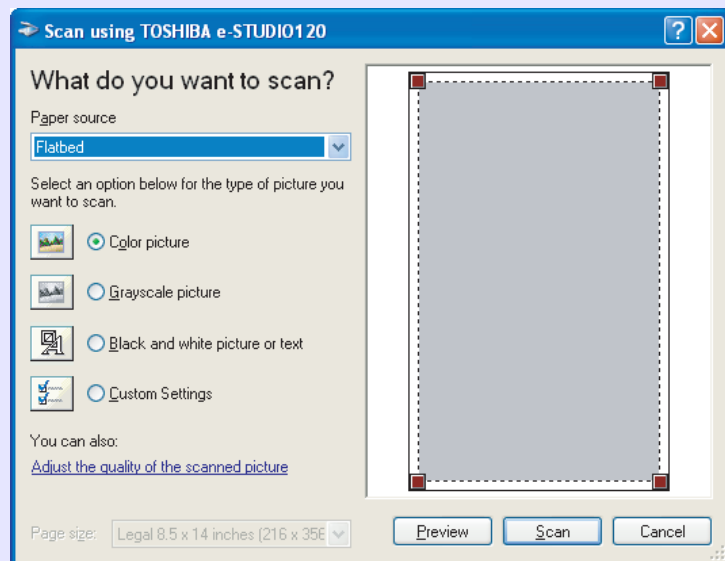 Scan using TOSHIBA e-STUDIO120
What do you want to scan?
Paper source
Flatbed
Select an option below for the type of picture you
want to scan.
Color picture
Grayscale picture
Black and white picture or text
Custom Settings
You can also:
Adjust the quality of the scanned picture
Page size: Legal 8.5 x 14 inches (216 x 356
Preview Scan Cancel